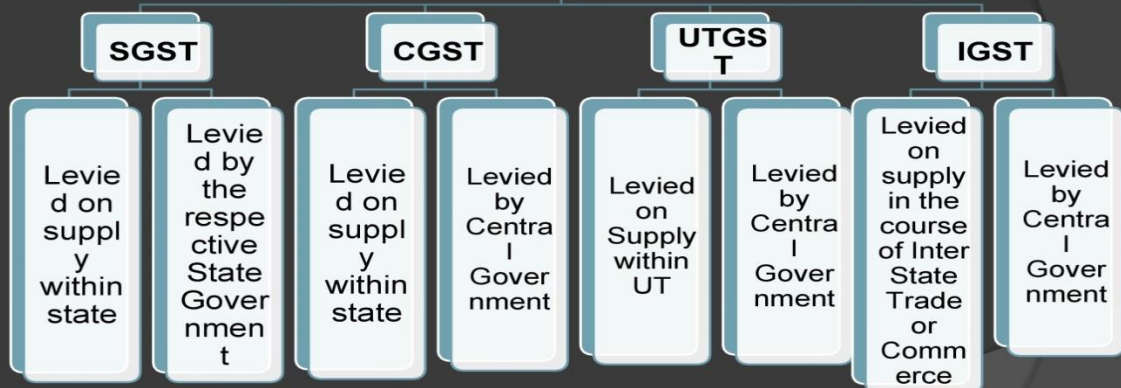 SGST
CGST
UTGS
T
IGST
Levie
d on
suppl
y
within
state
Levie
d by
the
respe
ctive
State
Gover
nmen
t
Levie
d on
suppl
y
within
state
Levied
by
Centra
l
Gover
nment
Levied
on
Supply
within
UT
Levied
by
Centra
l
Gover
nment
Levied
on
supply
in the
course
of Inter
State
Trade
or
Comm
erce
Levied
by
Centra
l
Gover
nment